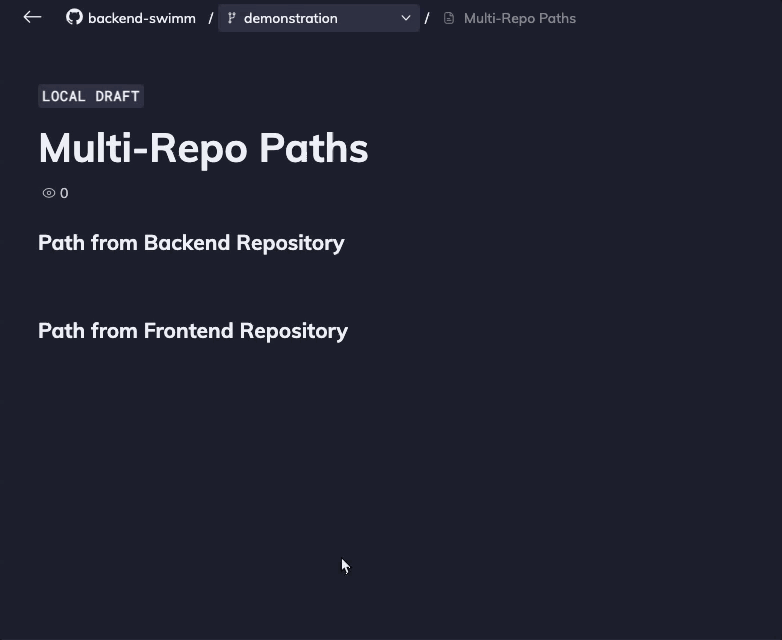 backend-swimm / demonstration / Multi-Repo Paths
LOCAL DRAFT
Multi-Repo Paths
0
Path from Backend Repository
Path from Frontend Repository